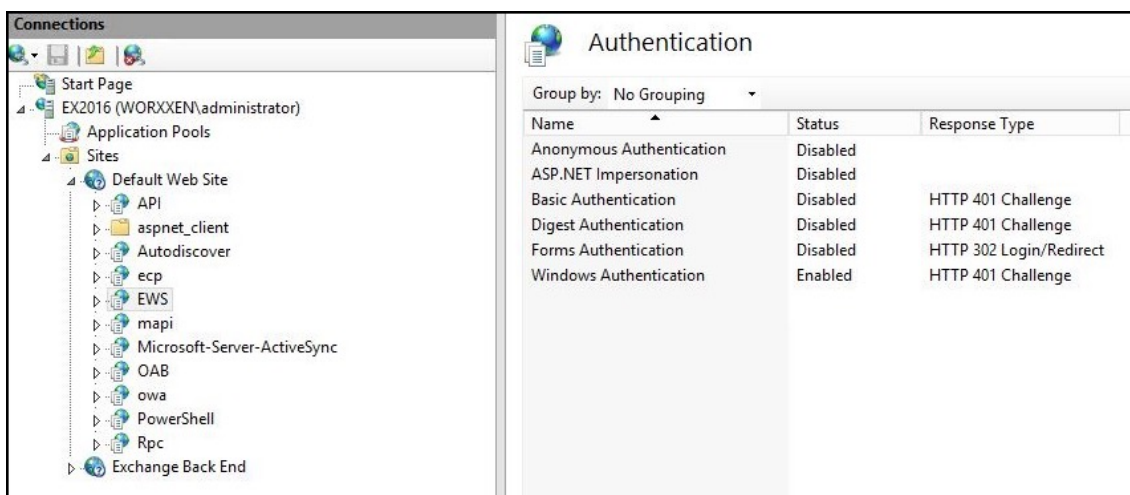 Connections
Start Page
EX2016 (WORXXEN\administrator)
Application Pools
Sites
Default Web Site
API
aspnet_client
Autodiscover
ecp
EWS
mapi
Microsoft-Server-ActiveSync
OAB
owa
PowerShell
Rpc
Exchange Back End
Authentication
Group by: No Grouping
Name Status Response Type
Anonymous Authentication Disabled
ASP.NET Impersonation Disabled
Basic Authentication Disabled HTTP 401 Challenge
Digest Authentication Disabled HTTP 401 Challenge
Forms Authentication Disabled HTTP 302 Login/Redirect
Windows Authentication Enabled HTTP 401 Challenge